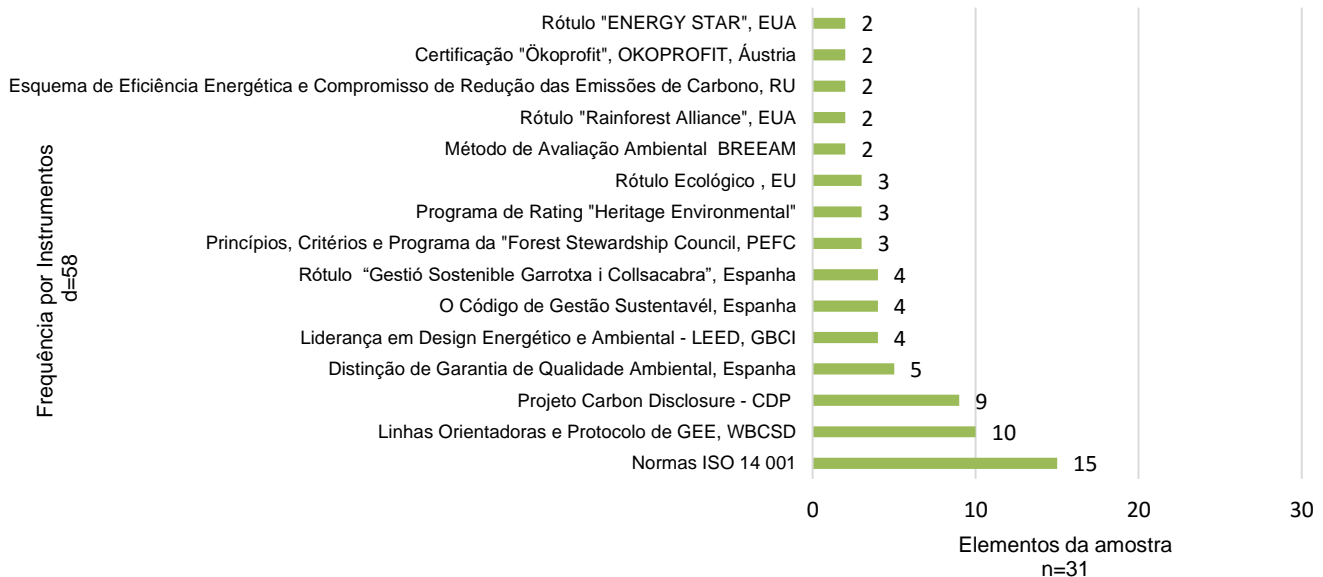 Rótulo "ENERGY STAR", EUA 2
Certificação "Ökoprofit", OKOPROFIT, Áustria 2
Esquema de Eficiência Energética e Compromisso de Redução das Emissões de Carbono, RU 2
Rótulo "Rainforest Alliance", EUA 2
Método de Avaliação Ambiental BREEAM 2
Rótulo Ecológico , EU 3
Programa de Rating "Heritage Environmental" 3
Princípios, Critérios e Programa da "Forest Stewardship Council, PEFC 3
Rótulo “Gestió Sostenible Garrotxa i Collsacabra”, Espanha 4
O Código de Gestão Sustentavél, Espanha 4
Liderança em Design Energético e Ambiental - LEED, GBCI 4
Distinção de Garantia de Qualidade Ambiental, Espanha 5
Projeto Carbon Disclosure - CDP 9
Linhas Orientadoras e Protocolo de GEE, WBCSD 10
Normas ISO 14 001 15
Frequência por Instrumentos
d=58
0 10 20 30
Elementos da amostra
n=31